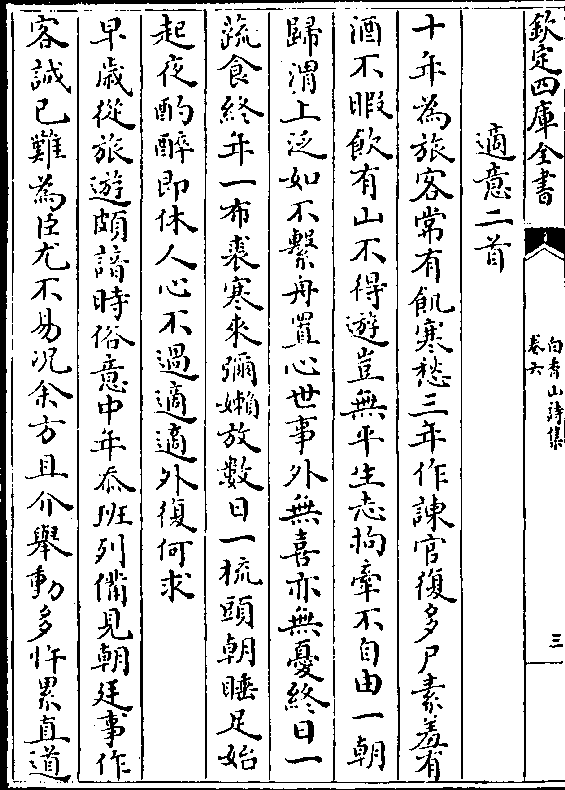 欽定四庫全書
白香山詩集
卷六
三
適意二首
十年為旅客常有飢寒愁三年作諫官復多尸素羞有
酒不暇飲有山不得遊豈無平生志拘牽不自由一朝
歸渭上泛如不繫舟置心世事外無喜亦無憂終日一
蔬食終年一布裘寒來彌嬾放數日一梳頭朝睡足始
起夜酌醉即休人心不過適適外復何求
早歲從旅遊頗諳時俗意中年忝班列備見朝廷事作
客誠已難為臣尤不易况余方且介舉動多忤累直道